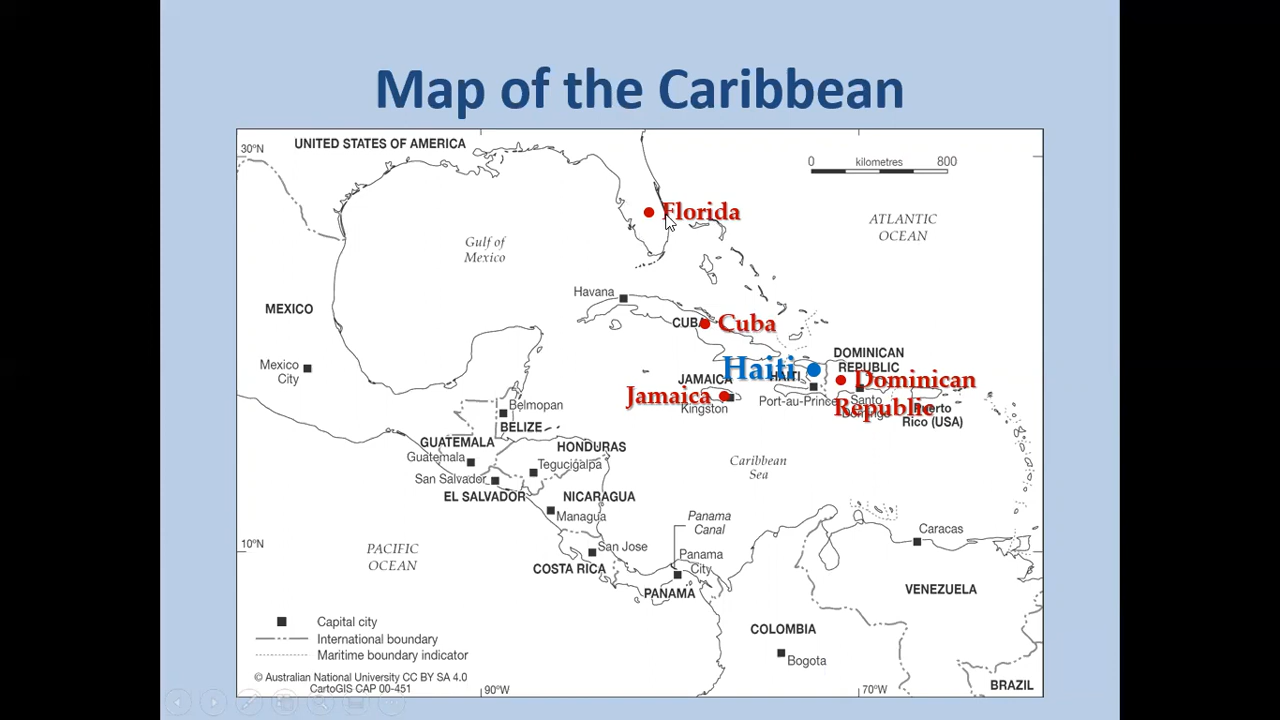 Map of the Caribbean
30°N
UNITED STATES OF AMERICA
0 kilometres 800
Florida
ATLANTIC
OCEAN
Gulf of
Mexico
Havana
MEXICO
CUBA
Cuba
DOMINICAN
REPUBLIC
Mexico
City
Haiti
HAITI
JAMAICA
Dominican
Republic
Jamaica
Kingston
Port-au-Prince
Santo
Domingo
Puerto
Rico (USA)
Belmopan
BELIZE
GUATEMALA
HONDURAS
Guatemala
Tegucigalpa
Caribbean
Sea
San Salvador
EL SALVADOR
NICARAGUA
Managua
Panama
Canal
Caracas
10°N
PACIFIC
OCEAN
San Jose
Panama
City
COSTA RICA
PANAMA
VENEZUELA
Capital city
International boundary
Maritime boundary indicator
COLOMBIA
Bogota
© Australian National University CC BY SA 4.0
CartoGIS CAP 00-451
90°W
70°W
BRAZIL